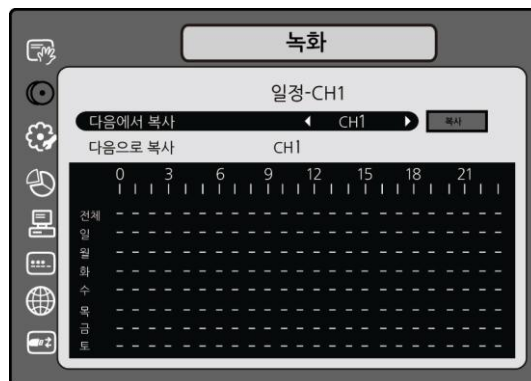 녹화
일정-CH1
다음에서 복사 CH1 복사
다음으로 복사 CH1
0 3 6 9 12 15 18 21
전체
일
월
화
수
목
금
토